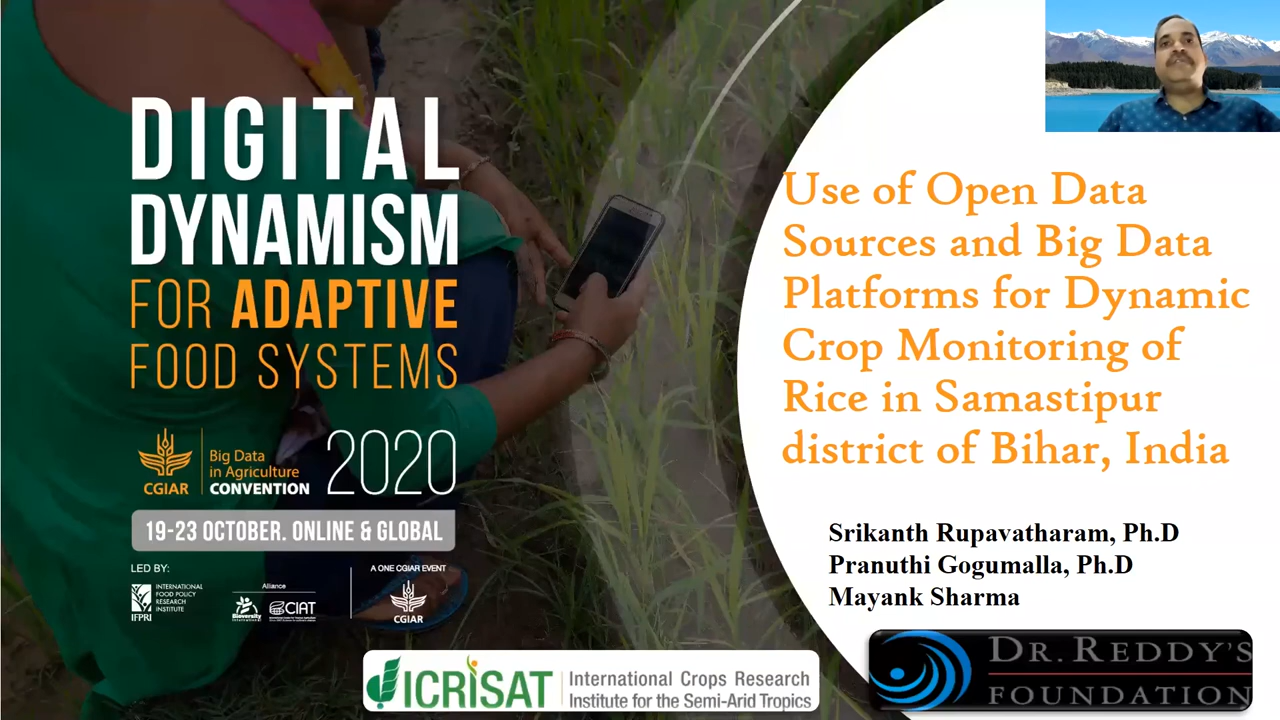 DIGITAL
DYNAMISM
FOR ADAPTIVE
FOOD SYSTEMS
CGIAR
Big Data
in Agriculture
CONVENTION
2020
19-23 OCTOBER. ONLINE & GLOBAL
LED BY:
IFPRI
INTERNATIONAL
FOOD POLICY
RESEARCH
INSTITUTE
Alliance
Bioversity
International
CIAT
A ONE CGIAR EVENT
CGIAR
Use of Open Data
Sources and Big Data
Platforms for Dynamic
Crop Monitoring of
Rice in Samastipur
district of Bihar, India
Srikanth Rupavatharam, Ph.D
Pranuthi Gogumalla, Ph.D
Mayank Sharma
ICRISAT
International Crops Research
Institute for the Semi-Arid Tropics
DR. REDDY'S
FOUNDATION